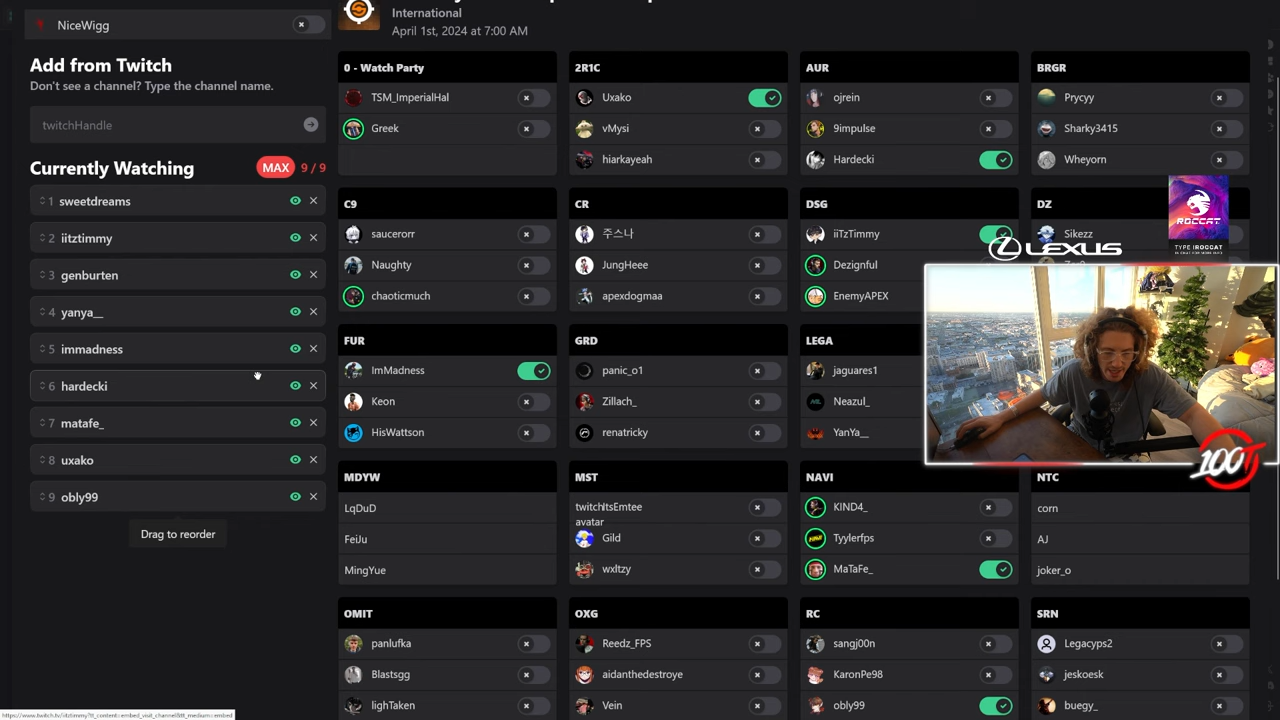 NiceWigg
Add from Twitch
Don't see a channel? Type the channel name.
twitchHandle
Currently Watching
MAX 9 / 9
1 sweetdreams
2 iitztimmy
3 genburten
4 yanya__
5 immadness
6 hardecki
7 matafe_
8 uxako
9 obly99
Drag to reorder
International
April 1st, 2024 at 7:00 AM
0 - Watch Party
TSM_ImperialHal
Greek
2R1C
Uxako
vMysi
hiarkayeah
AUR
ojrein
9impulse
Hardecki
BRGR
Prycyy
Sharky3415
Wheyorn
C9
saucerorr
Naughty
chaoticmuch
CR
주스나
JungHeee
apexdogmaa
DSG
iiTzTimmy
Dezignful
EnemyAPEX
DZ
Sikezz
ROCCAT
TYPE !ROCCAT
LEXUS
FUR
ImMadness
Keon
HisWattson
GRD
panic_o1
Zillach_
renatricky
LEGA
jaguares1
Neazul_
YanYa__
100T
MDYW
LqDuD
FeiJu
MingYue
MST
twitchItsEmtee
avatar
Gild
wxltzy
NAVI
KIND4_
Tyylerfps
MaTaFe_
NTC
corn
AJ
joker_o
OMIT
panlufka
Blastsgg
lighTaken
OXG
Reedz_FPS
aidanthedestroye
Vein
RC
sangj00n
KaronPe98
obly99
SRN
Legacyps2
jeskoesk
buegy_